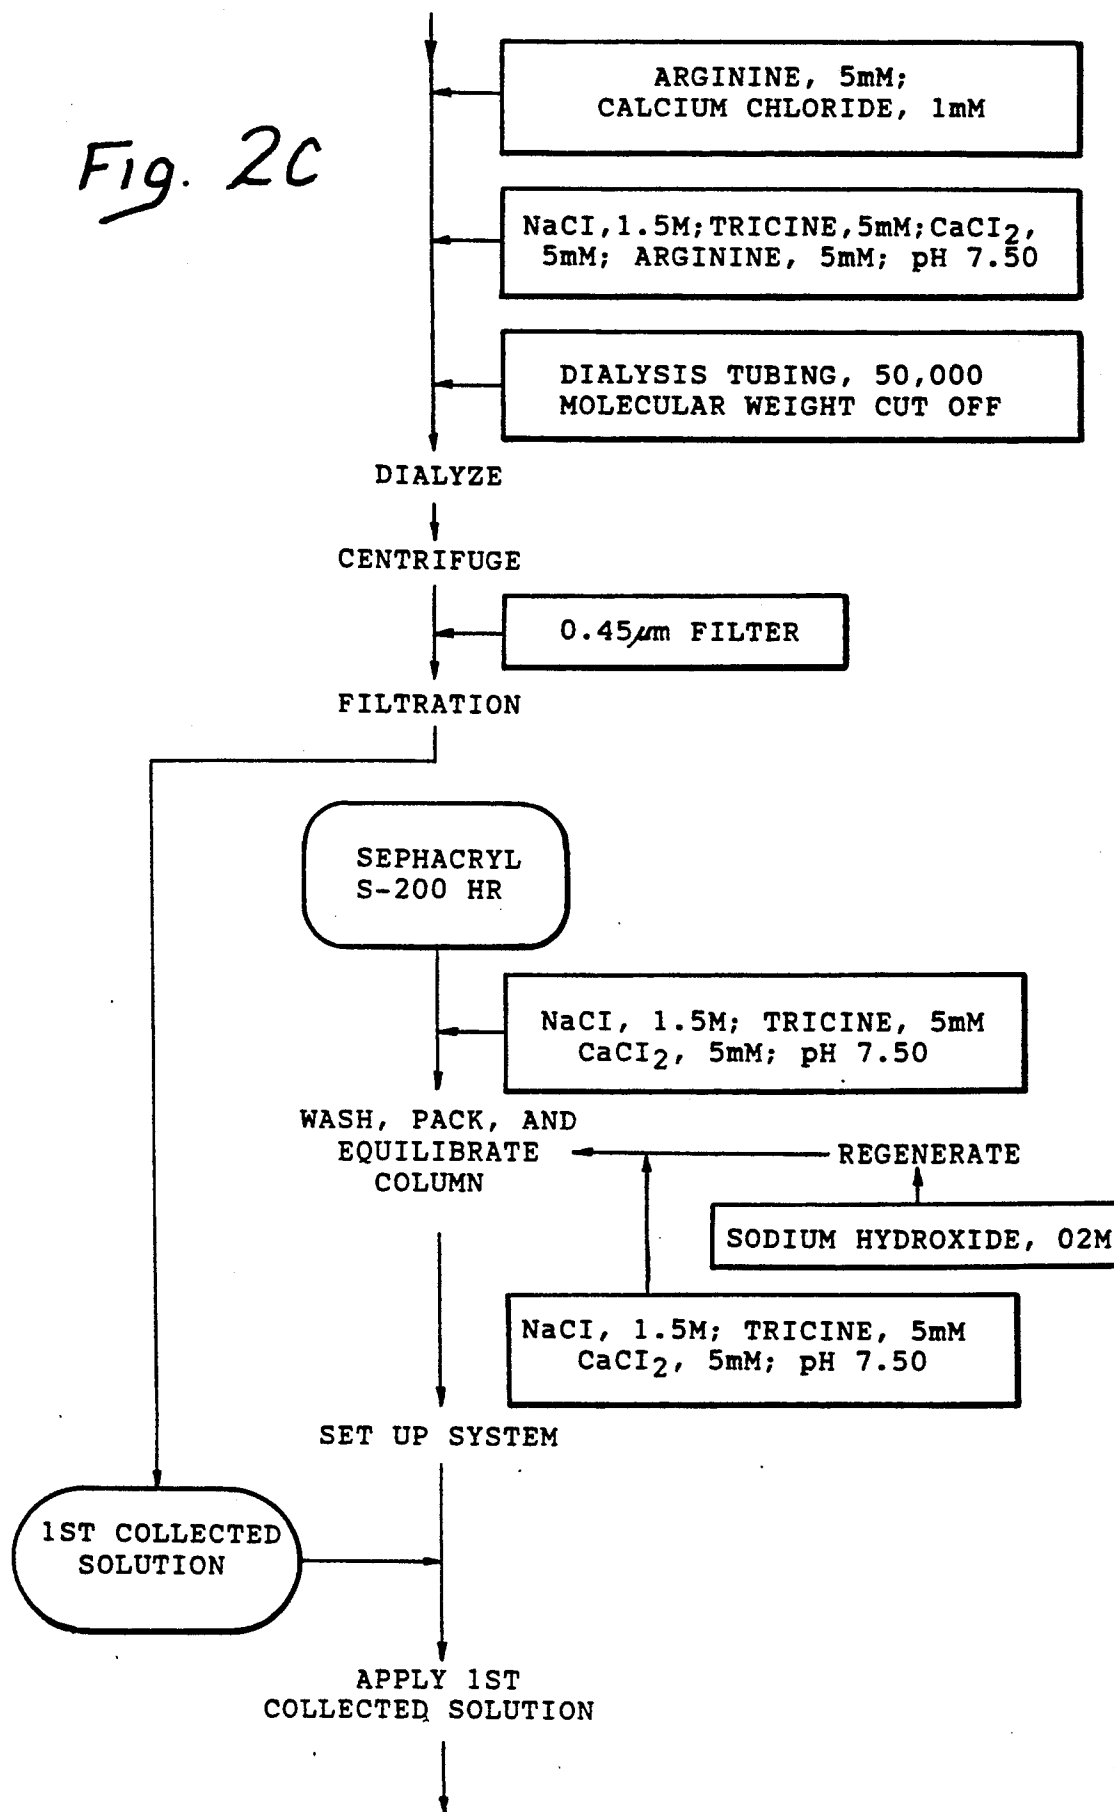 ARGININE, 5mM;
CALCIUM CHLORIDE, 1mM
Fig. 2C
NaCI,1.5M;TRICINE,5mM;CaCI2,
5mM; ARGININE, 5mM; pH 7.50
DIALYSIS TUBING, 50,000
MOLECULAR WEIGHT CUT OFF
DIALYZE
CENTRIFUGE
0.45μm FILTER
FILTRATION
SEPHACRYL
S-200 HR
NaCI, 1.5M; TRICINE, 5mM
CaCI2, 5mM; pH 7.50
WASH, PACK, AND
EQUILIBRATE
COLUMN
REGENERATE
SODIUM HYDROXIDE, 02M
NaCI, 1.5M; TRICINE, 5mM
CaCI2, 5mM; pH 7.50
SET UP SYSTEM
1ST COLLECTED
SOLUTION
APPLY 1ST
COLLECTED SOLUTION